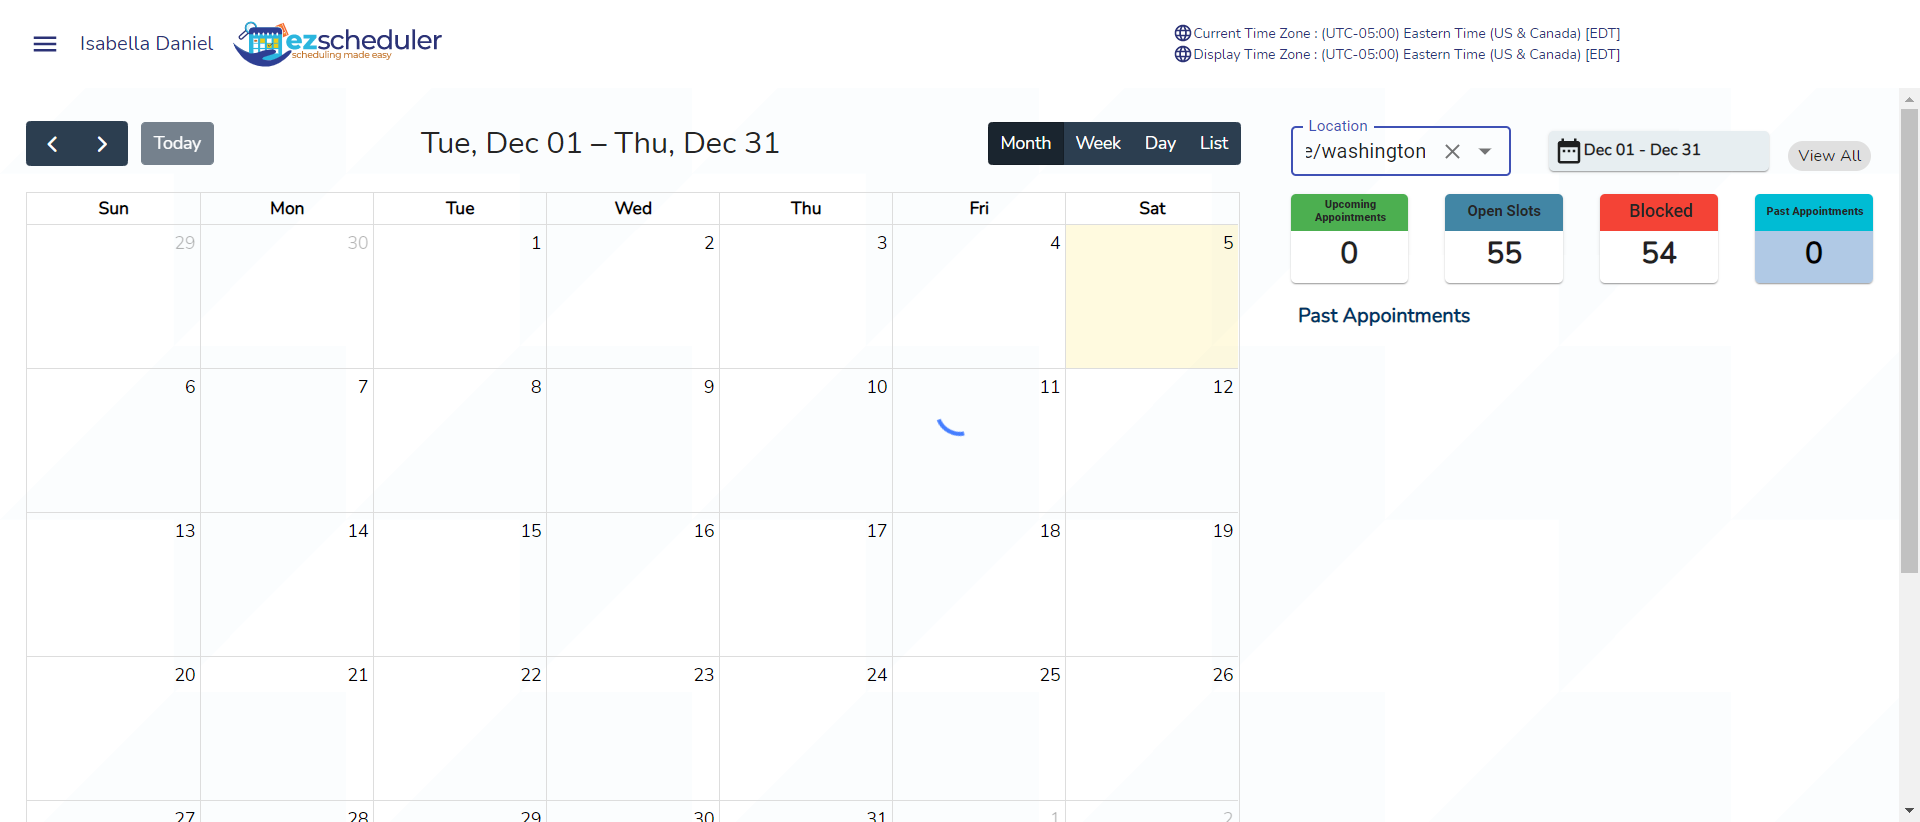 Isabella Daniel
ezscheduler
scheduling made easy
Current Time Zone : (UTC-05:00) Eastern Time (US & Canada) [EDT]
Display Time Zone : (UTC-05:00) Eastern Time (US & Canada) [EDT]
Today
Tue, Dec 01 – Thu, Dec 31
Month Week Day List
Location
e/washington
Dec 01 - Dec 31
View All
Sun Mon Tue Wed Thu Fri Sat
29 30 1 2 3 4 5
6 7 8 9 10 11 12
13 14 15 16 17 18 19
20 21 22 23 24 25 26
27 28 29 30 31 1 2
Upcoming
Appointments
0
Open Slots
55
Blocked
54
Past Appointments
0
Past Appointments